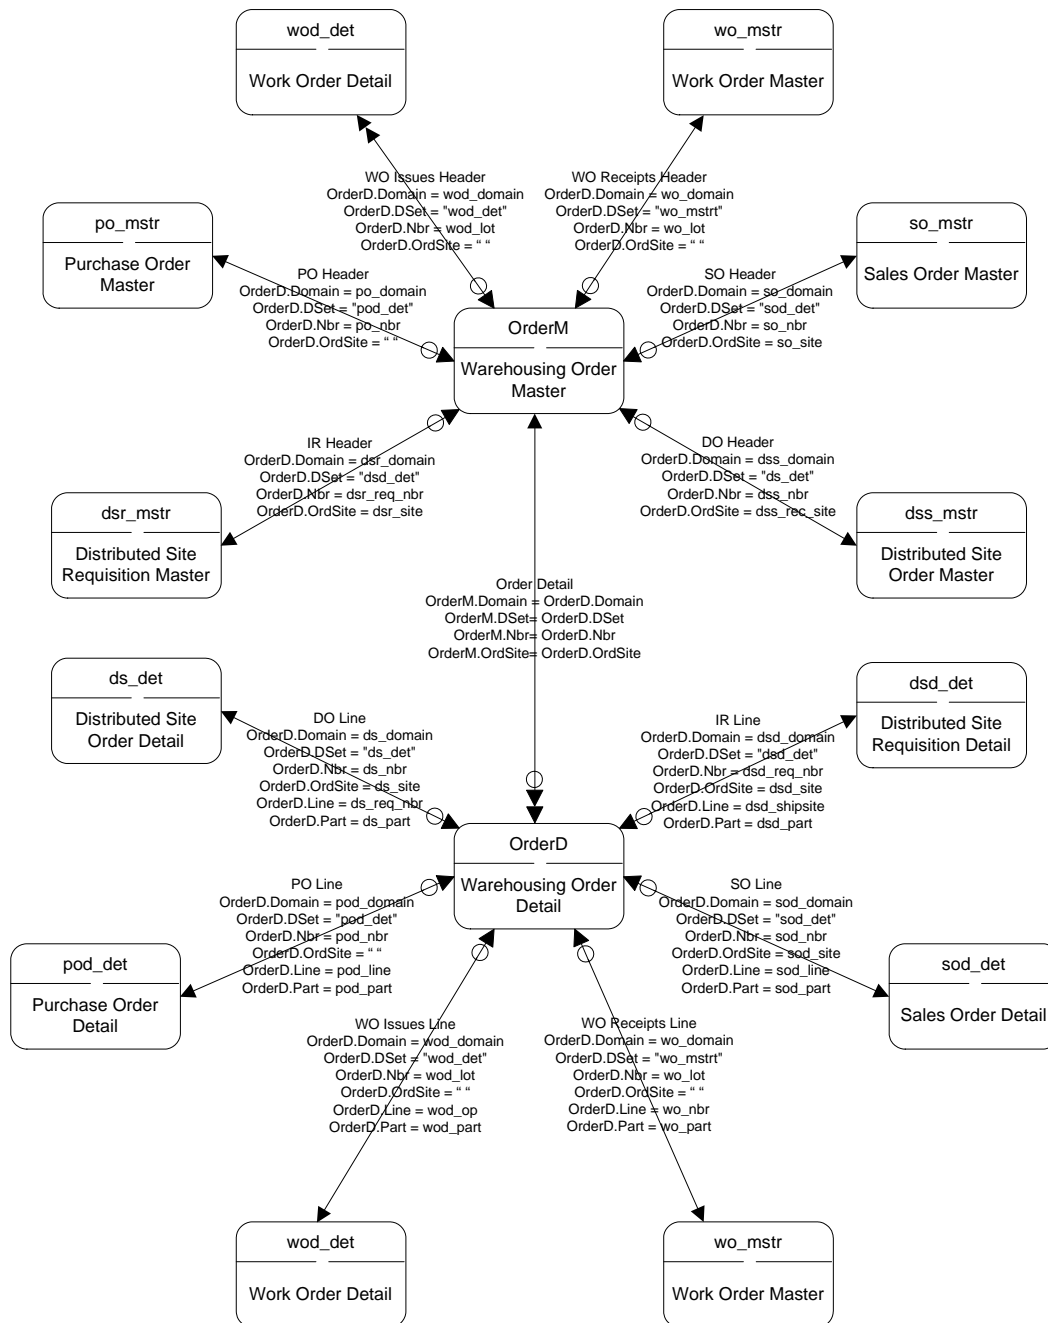 wod_det
Work Order Detail
wo_mstr
Work Order Master
WO Issues Header
OrderD.Domain = wod_domain
OrderD.DSet = "wod_det"
OrderD.Nbr = wod_lot
OrderD.OrdSite = “ “
WO Receipts Header
OrderD.Domain = wo_domain
OrderD.DSet = "wo_mstrt"
OrderD.Nbr = wo_lot
OrderD.OrdSite = “ “
po_mstr
Purchase Order
Master
so_mstr
Sales Order Master
PO Header
OrderD.Domain = po_domain
OrderD.DSet = "pod_det"
OrderD.Nbr = po_nbr
OrderD.OrdSite = “ “
SO Header
OrderD.Domain = so_domain
OrderD.DSet = "sod_det"
OrderD.Nbr = so_nbr
OrderD.OrdSite = so_site
OrderM
Warehousing Order
Master
IR Header
OrderD.Domain = dsr_domain
OrderD.DSet = "dsd_det"
OrderD.Nbr = dsr_req_nbr
OrderD.OrdSite = dsr_site
DO Header
OrderD.Domain = dss_domain
OrderD.DSet = "ds_det"
OrderD.Nbr = dss_nbr
OrderD.OrdSite = dss_rec_site
dsr_mstr
Distributed Site
Requisition Master
dss_mstr
Distributed Site
Order Master
Order Detail
OrderM.Domain = OrderD.Domain
OrderM.DSet= OrderD.DSet
OrderM.Nbr= OrderD.Nbr
OrderM.OrdSite= OrderD.OrdSite
ds_det
Distributed Site
Order Detail
dsd_det
Distributed Site
Requisition Detail
DO Line
OrderD.Domain = ds_domain
OrderD.DSet = "ds_det"
OrderD.Nbr = ds_nbr
OrderD.OrdSite = ds_site
OrderD.Line = ds_req_nbr
OrderD.Part = ds_part
IR Line
OrderD.Domain = dsd_domain
OrderD.DSet = "dsd_det"
OrderD.Nbr = dsd_req_nbr
OrderD.OrdSite = dsd_site
OrderD.Line = dsd_shipsite
OrderD.Part = dsd_part
OrderD
Warehousing Order
Detail
PO Line
OrderD.Domain = pod_domain
OrderD.DSet = "pod_det"
OrderD.Nbr = pod_nbr
OrderD.OrdSite = “ “
OrderD.Line = pod_line
OrderD.Part = pod_part
SO Line
OrderD.Domain = sod_domain
OrderD.DSet = "sod_det"
OrderD.Nbr = sod_nbr
OrderD.OrdSite = sod_site
OrderD.Line = sod_line
OrderD.Part = sod_part
pod_det
Purchase Order
Detail
sod_det
Sales Order Detail
WO Issues Line
OrderD.Domain = wod_domain
OrderD.DSet = "wod_det"
OrderD.Nbr = wod_lot
OrderD.OrdSite = “ “
OrderD.Line = wod_op
OrderD.Part = wod_part
WO Receipts Line
OrderD.Domain = wo_domain
OrderD.DSet = "wo_mstrt"
OrderD.Nbr = wo_lot
OrderD.OrdSite = “ “
OrderD.Line = wo_nbr
OrderD.Part = wo_part
wod_det
Work Order Detail
wo_mstr
Work Order Master